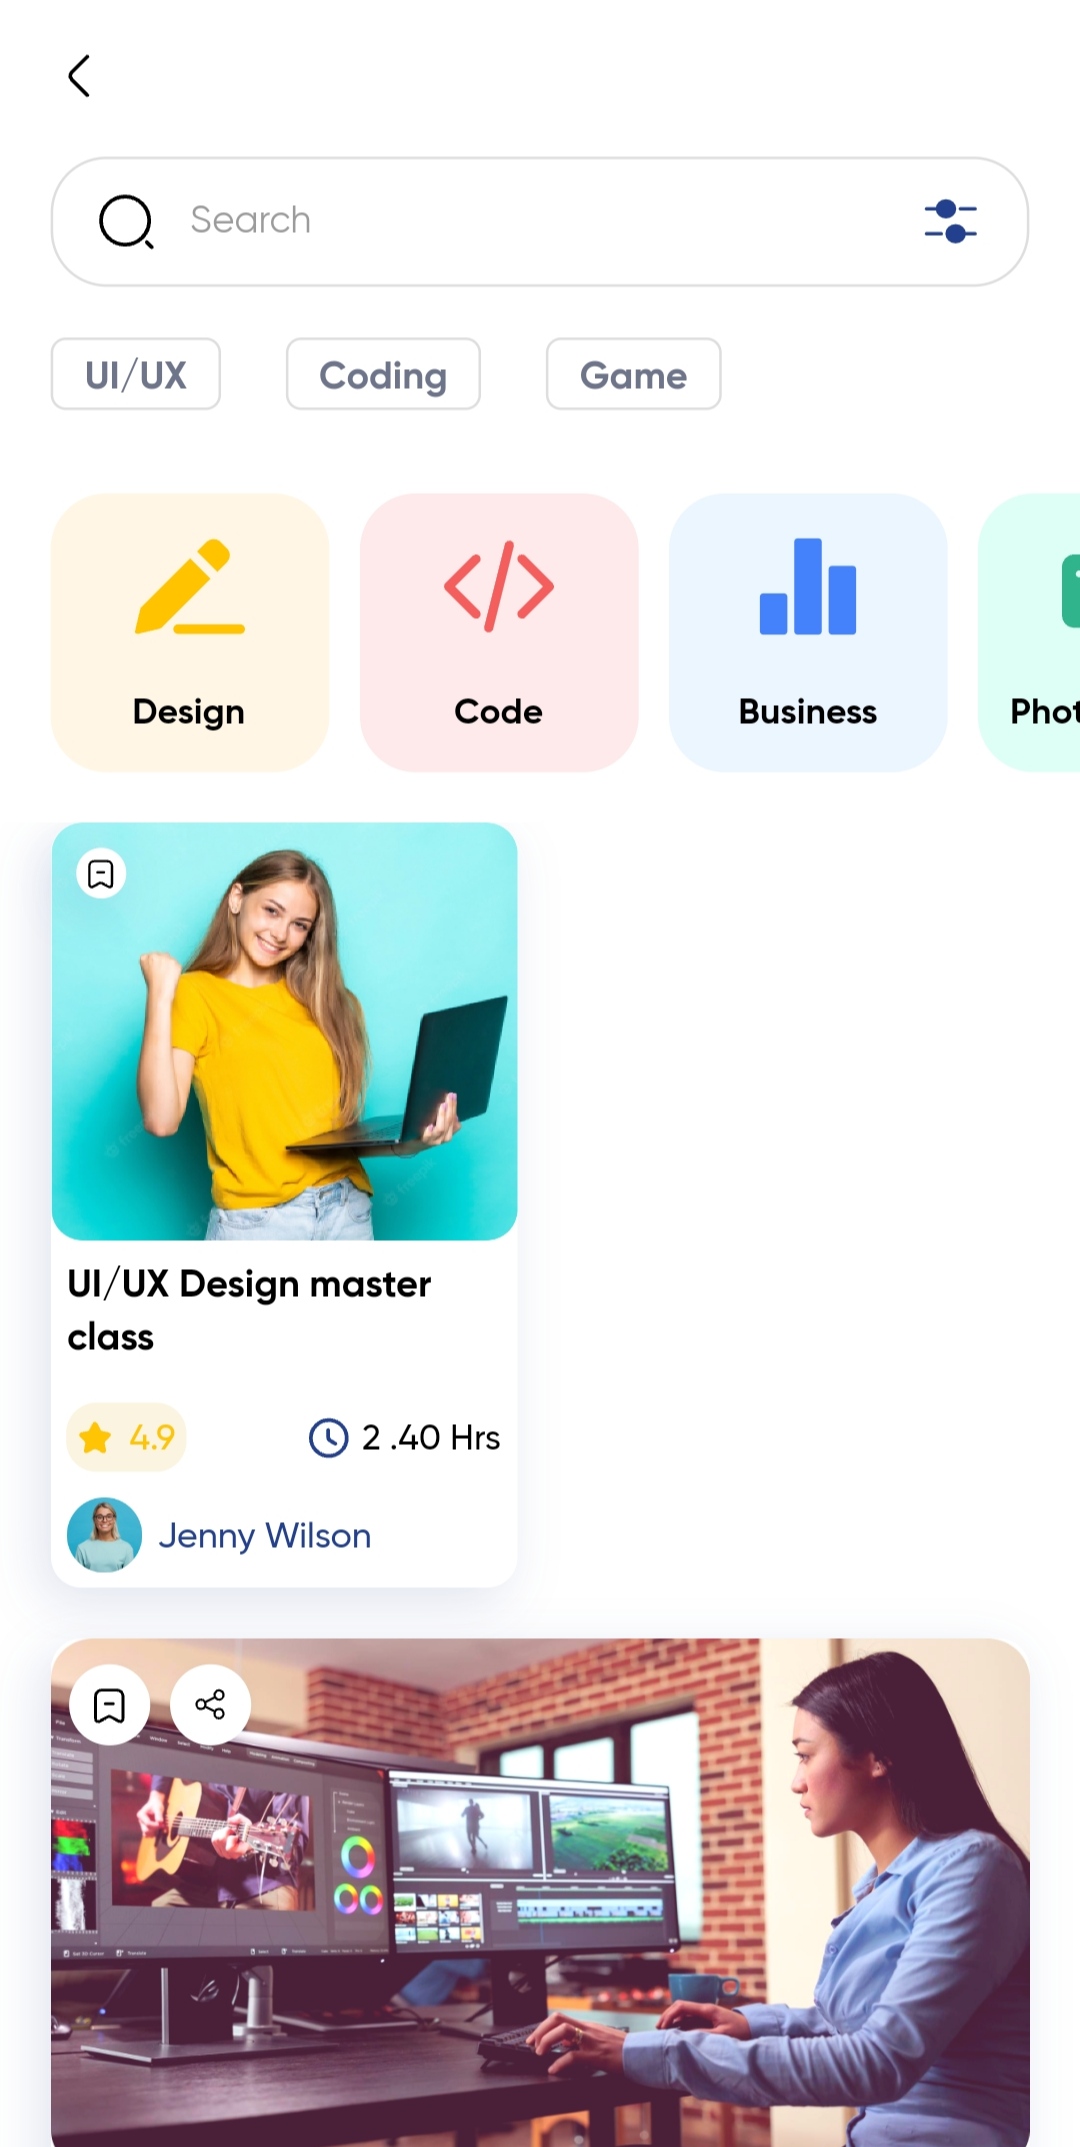 Search
UI/UX
Coding
Game
Design
Code
Business
UI/UX Design master
class
4.9
2 .40 Hrs
Jenny Wilson